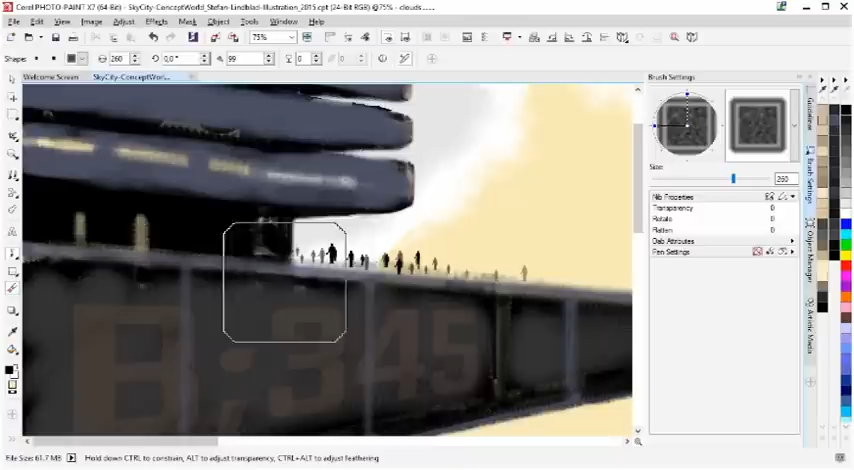 Corel PHOTO-PAINT X7 (64-Bit) - SkyCity-ConceptWorld_Stefan-Lindblad-Illustration_2015.cpt (24-Bit RGB) @75% - clouds ......
File Edit View Image Adjust Effects Mask Object Tools Window Help
75%
Shape: 260 0,0 ° 99 0 0
Welcome Screen SkyCity-ConceptWorl...
Brush Settings
Size:
260
Nib Properties
Transparency 0
Rotate 0
Flatten 0
Dab Attributes
Pen Settings
Guidelines
Brush Settings
Object Manager
Artistic Media
B;345
File Size: 61.7 MB Hold down CTRL to constrain, ALT to adjust transparency, CTRL+ALT to adjust feathering